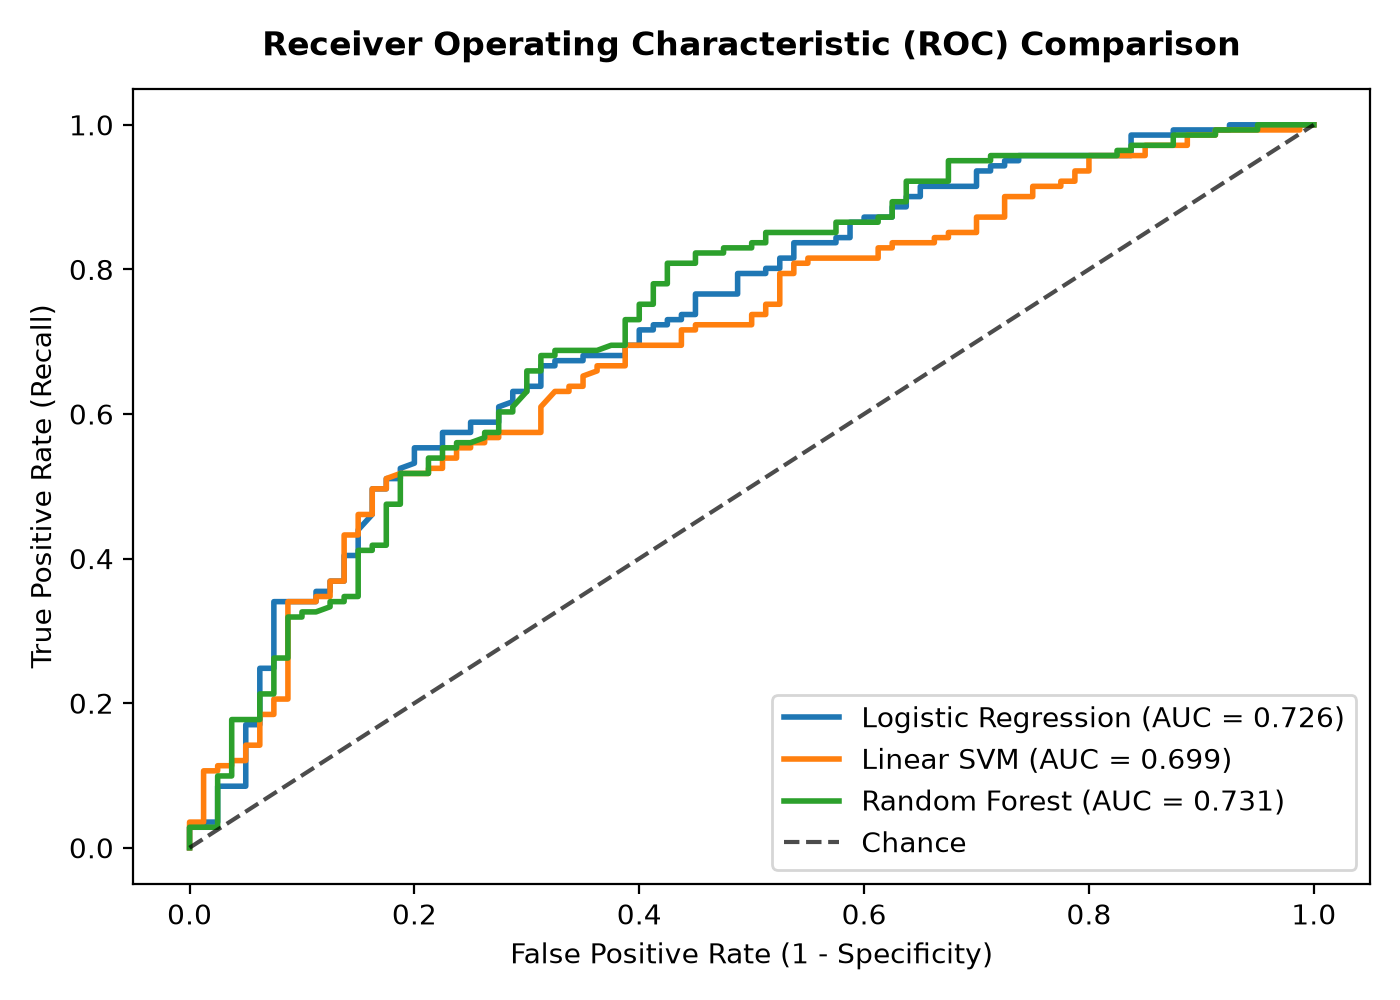 Receiver Operating Characteristic (ROC) Comparison
True Positive Rate (Recall)
1.0
0.8
0.6
0.4
0.2
0.0
Logistic Regression (AUC = 0.726)
Linear SVM (AUC = 0.699)
Random Forest (AUC = 0.731)
Chance
0.0 0.2 0.4 0.6 0.8 1.0
False Positive Rate (1 - Specificity)